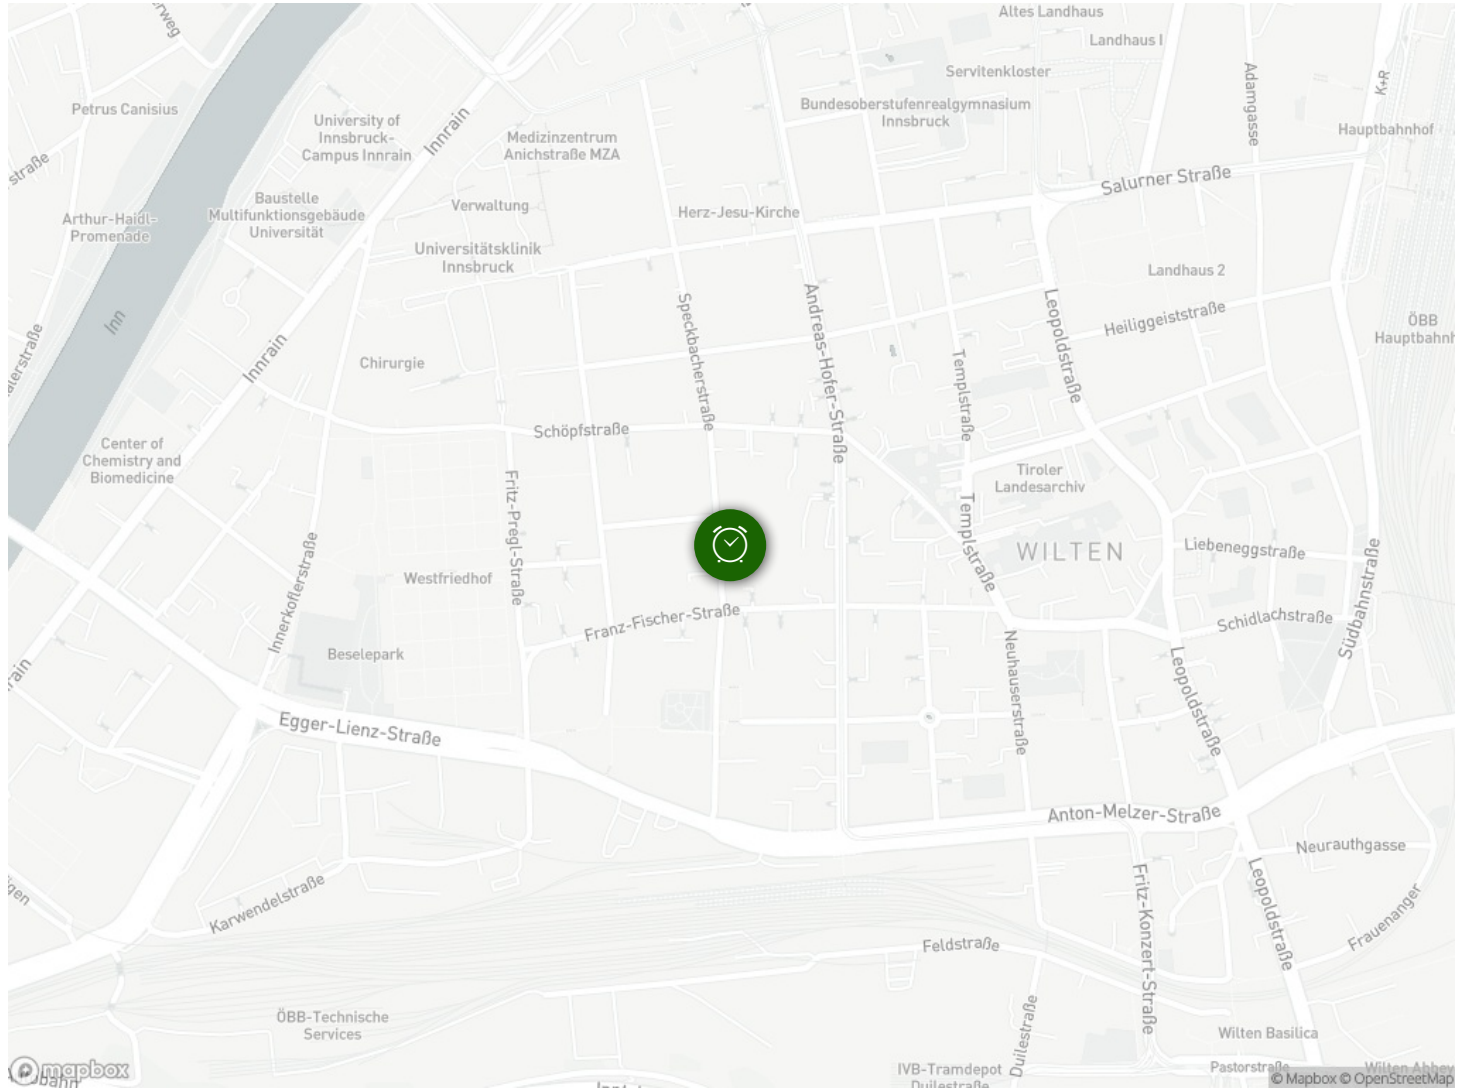 Altes Landhaus
Landhaus I
Servitenkloster
Adamgasse
K+R
Petrus Canisius
University of
Innsbruck-
Campus Innrain
Innrain
Medizinzentrum
Anichstraße MZA
Bundesoberstufenrealgymnasium
Innsbruck
Hauptbahnhof
straße
Salurner Straße
Baustelle
Multifunktionsgebäude
Universität
Verwaltung
Herz-Jesu-Kirche
Arthur-Haidl-
Promenade
Universitätsklinik
Innsbruck
Landhaus 2
Inn
Innrain
Chirurgie
Speckbacherstraße
Andreas-Hofer-Straße
Templstraße
Leopoldstraße
Heiliggeiststraße
ÖBB
Hauptbahnh
Schöpfstraße
Center of
Chemistry and
Biomedicine
Fritz-Pregl-Straße
Tiroler
Landesarchiv
Templstraße
WILTEN
Liebeneggstraße
Südbahnstraße
Innerkoflerstraße
Westfriedhof
Franz-Fischer-Straße
Schidlachstraße
Beselepark
Neuhauserstraße
Leopoldstraße
Egger-Lienz-Straße
Anton-Melzer-Straße
Neurauthgasse
Karwendelstraße
Fritz-Konzert-Straße
Leopoldstraße
Frauenanger
Feldstraße
ÖBB-Technische
Services
Duilestraße
Wilten Basilica
IVB-Tramdepot
Duilestraße
Pastorstraße
Wilten Abbey
mapbox
© Mapbox © OpenStreetMap